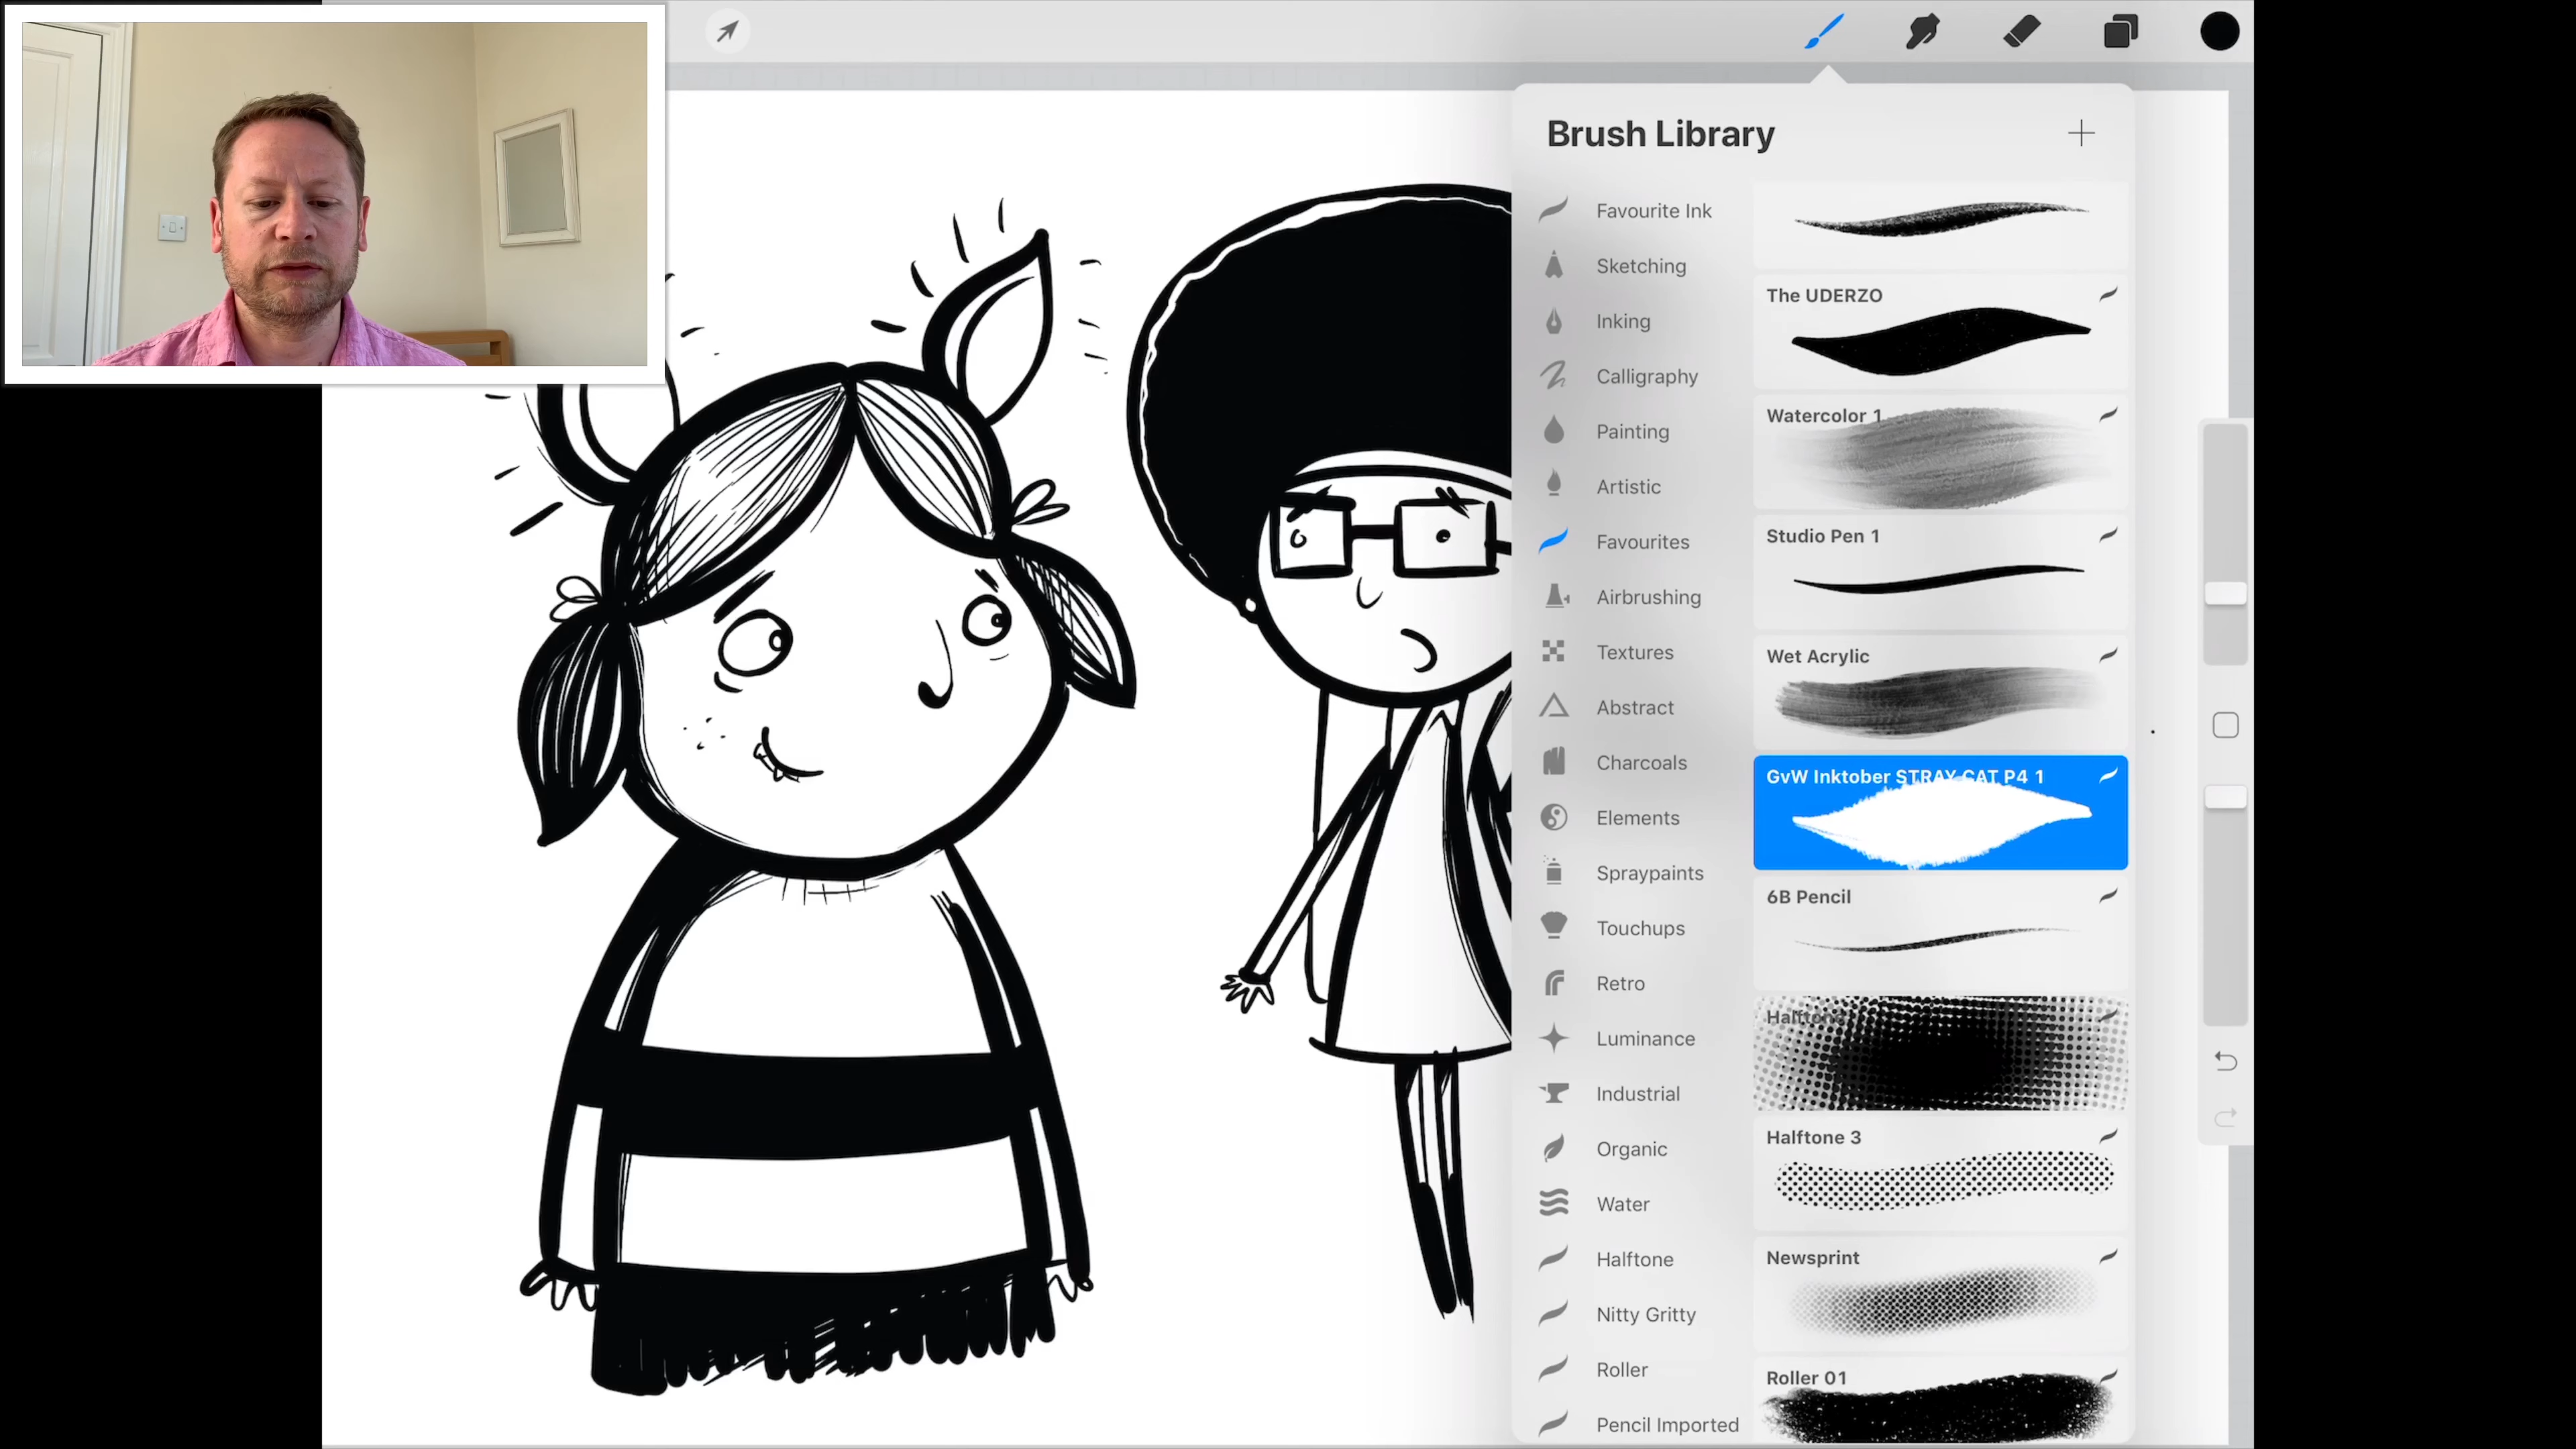 Brush Library
Favourite Ink
Sketching
Inking
Calligraphy
Painting
Artistic
Favourites
Airbrushing
Textures
Abstract
Charcoals
Elements
Spraypaints
Touchups
Retro
Luminance
Industrial
Organic
Water
Halftone
Nitty Gritty
Roller
Pencil Imported
The UDERZO
Watercolor 1
Studio Pen 1
Wet Acrylic
GvW Inktober STRAY CAT P4 1
6B Pencil
Halftone
Halftone 3
Newsprint
Roller 01